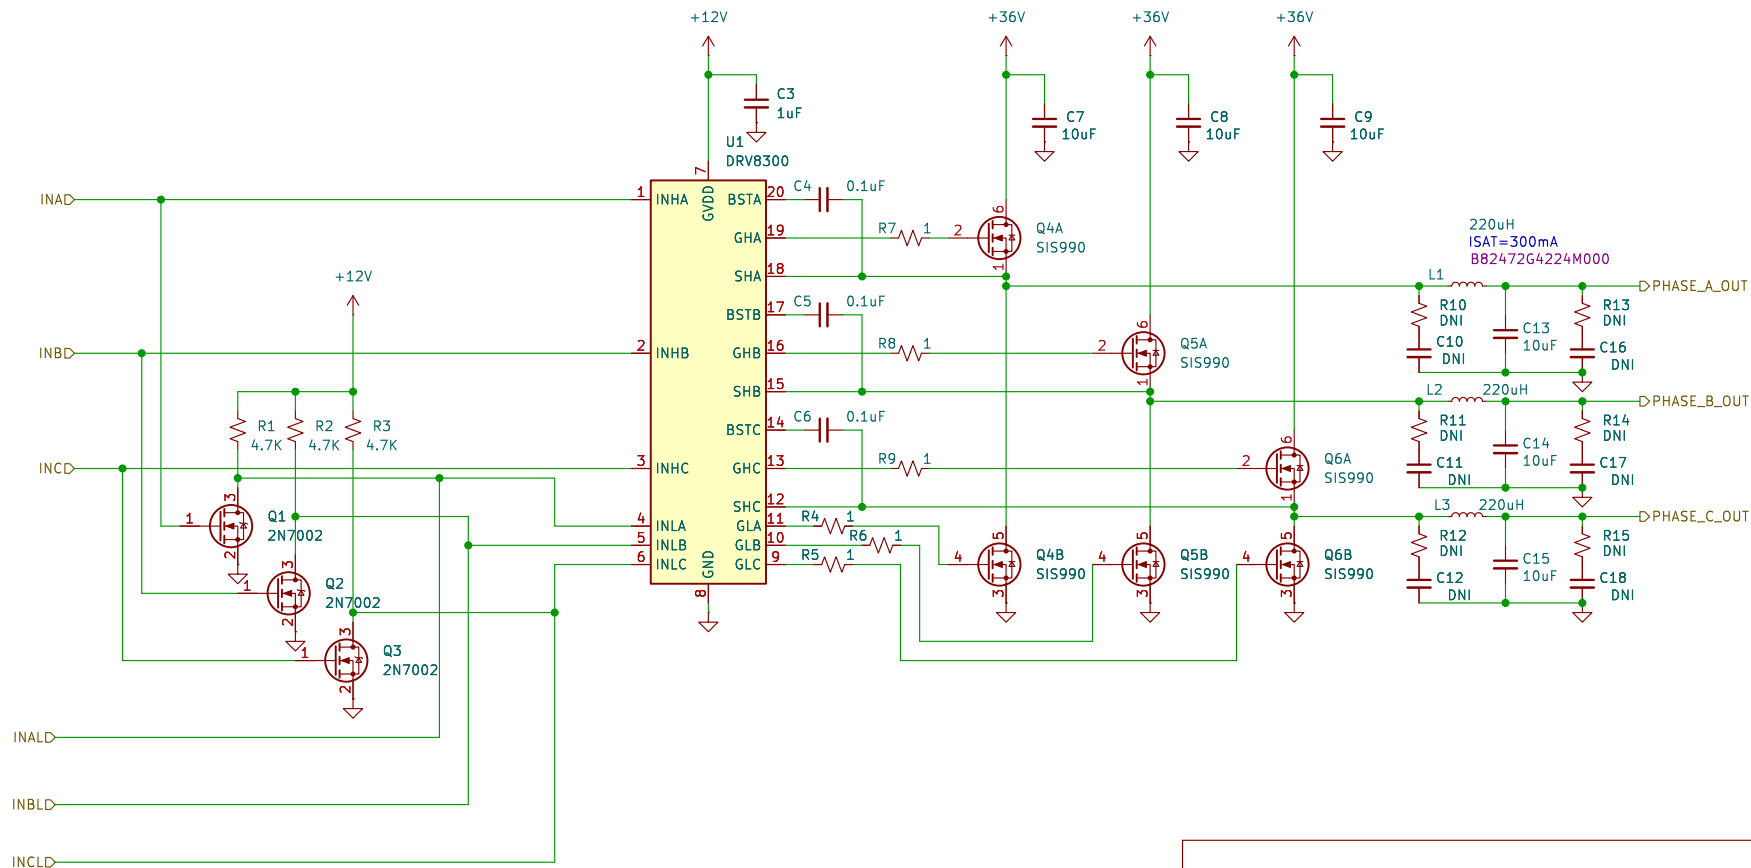 +12V
+36V
+36V
+36V
C3
1uF
C7
10uF
C8
10uF
C9
10uF
U1
DRV8300
7
GVDD
INA
1
INHA
BSTA
20
C4
0.1uF
6
GHA
19
R7
1
2
Q4A
SIS990
1
220uH
ISAT=300mA
B82472G4224M000
SHA
18
+12V
L1
PHASE_A_OUT
BSTB
17
C5
0.1uF
6
R10
DNI
C13
10uF
R13
DNI
C10
DNI
C16
DNI
INB
2
INHB
GHB
16
R8
1
2
Q5A
SIS990
1
SHB
15
L2
220uH
PHASE_B_OUT
R1
4.7K
R2
4.7K
R3
4.7K
BSTC
14
C6
0.1uF
6
R11
DNI
C14
10uF
R14
DNI
C11
DNI
C17
DNI
INC
3
INHC
GHC
13
R9
1
2
Q6A
SIS990
1
SHC
12
L3
220uH
PHASE_C_OUT
3
1
Q1
2N7002
2
4
INLA
GLA
11
R4
1
5
INLB
GLB
10
R6
1
6
INLC
GLC
9
R5
1
GND
8
5
4
Q4B
SIS990
3
5
4
Q5B
SIS990
3
5
4
Q6B
SIS990
3
R12
DNI
C15
10uF
R15
DNI
C12
DNI
C18
DNI
3
1
Q2
2N7002
2
3
1
Q3
2N7002
2
INAL
INBL
INCL